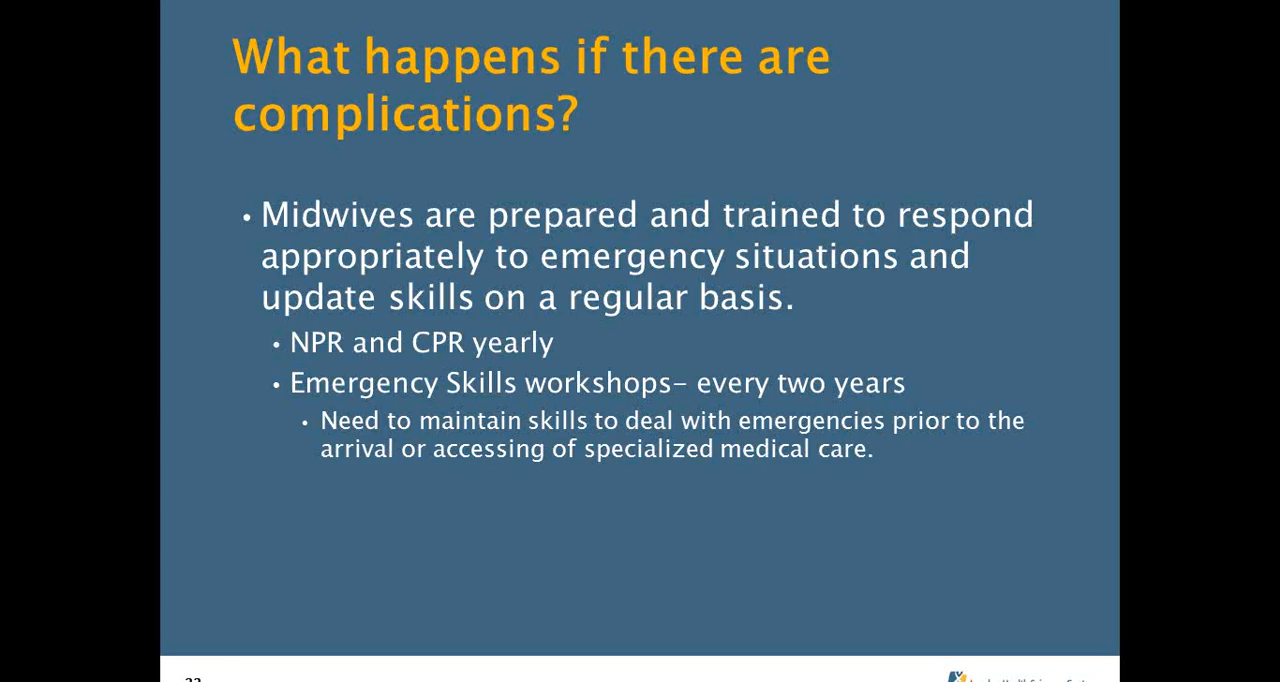 What happens if there are
complications?
• Midwives are prepared and trained to respond
appropriately to emergency situations and
update skills on a regular basis.
• NPR and CPR yearly
• Emergency Skills workshops– every two years
• Need to maintain skills to deal with emergencies prior to the
arrival or accessing of specialized medical care.